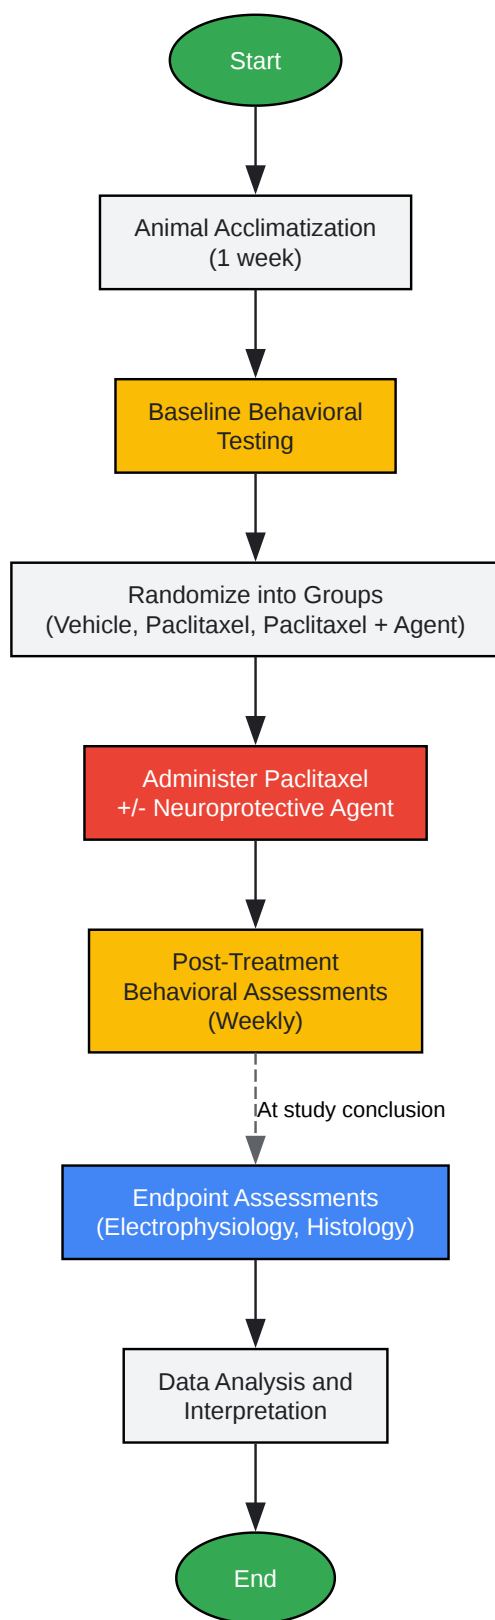 Start
Animal Acclimatization
(1 week)
Baseline Behavioral
Testing
Randomize into Groups
(Vehicle, Paclitaxel, Paclitaxel + Agent)
Administer Paclitaxel
+/- Neuroprotective Agent
Post-Treatment
Behavioral Assessments
(Weekly)
At study conclusion
Endpoint Assessments
(Electrophysiology, Histology)
Data Analysis and
Interpretation
End